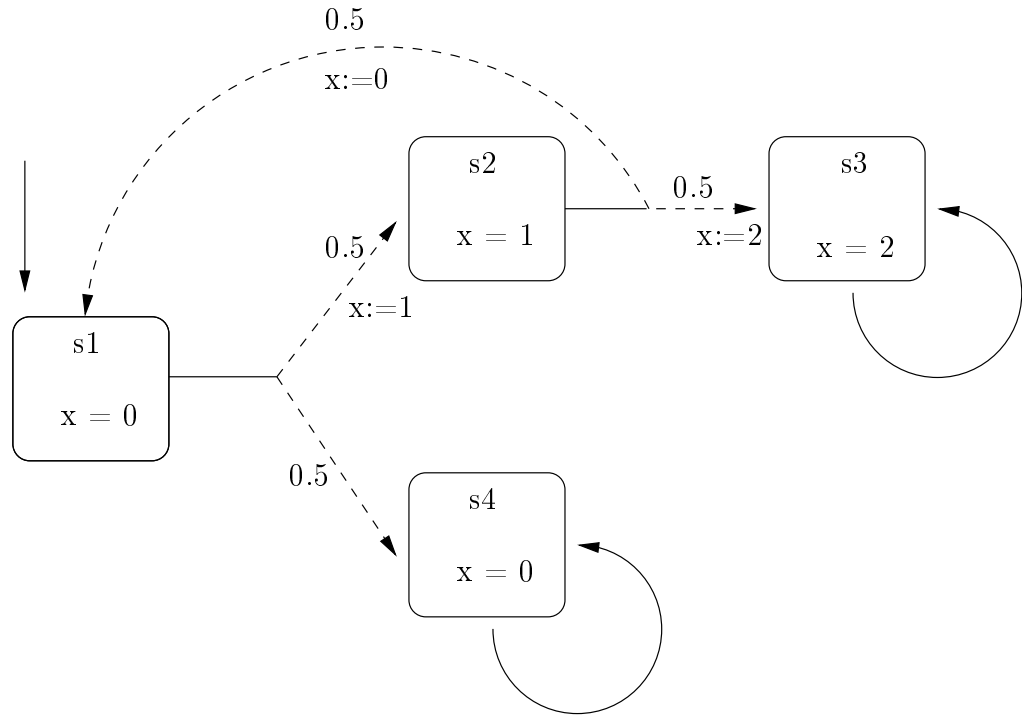 0.5
x:=0
s2
x = 1
0.5
x:=2
s3
x = 2
0.5
x:=1
s1
x = 0
0.5
s4
x = 0